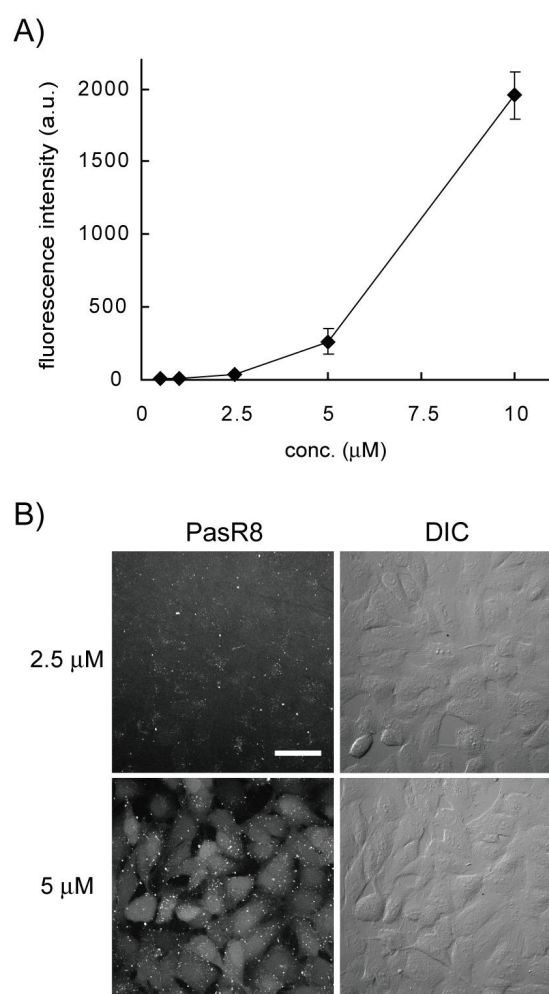 A)
fluorescence intensity (a.u.)
2000
1500
1000
500
0
0 2.5 5 7.5 10
conc. (μM)
B)
PasR8 DIC
2.5 μM
5 μM